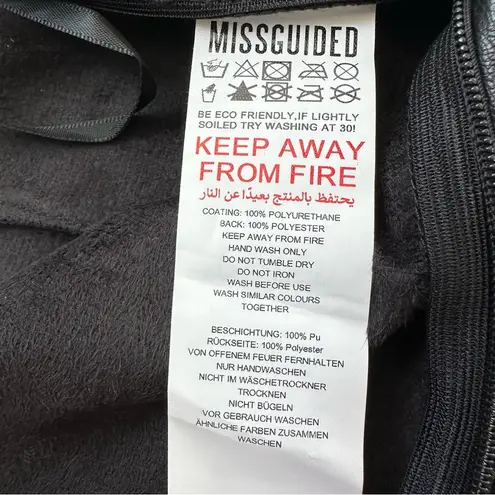 MISSGUIDED
BE ECO FRIENDLY,IF LIGHTLY
SOILED TRY WASHING AT 30!
KEEP AWAY
FROM FIRE
يحتفظ بالمنتج بعيدًا عن النار
COATING: 100% POLYURETHANE
BACK: 100% POLYESTER
KEEP AWAY FROM FIRE
HAND WASH ONLY
DO NOT TUMBLE DRY
DO NOT IRON
WASH BEFORE USE
WASH SIMILAR COLOURS
TOGETHER
BESCHICHTUNG: 100% Pu
RÜCKSEITE: 100% Polyester
VON OFFENEM FEUER FERNHALTEN
NUR HANDWASCHEN
NICHT IM WÄSCHETROCKNER
TROCKNEN
NICHT BÜGELN
VOR GEBRAUCH WASCHEN
ÄHNLICHE FARBEN ZUSAMMEN
WASCHEN